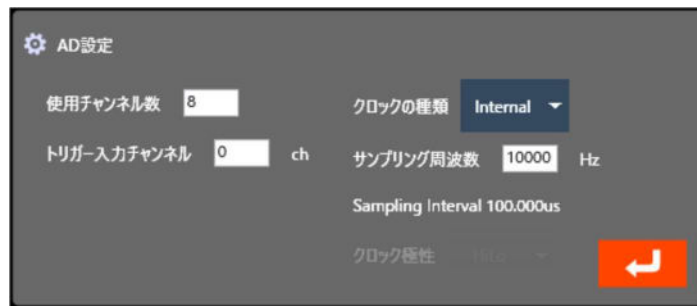 AD設定
使用チャンネル数 8
クロックの種類 Internal
トリガー入力チャンネル 0 ch
サンプリング周波数 10000 Hz
Sampling Interval 100.000us
クロック極性